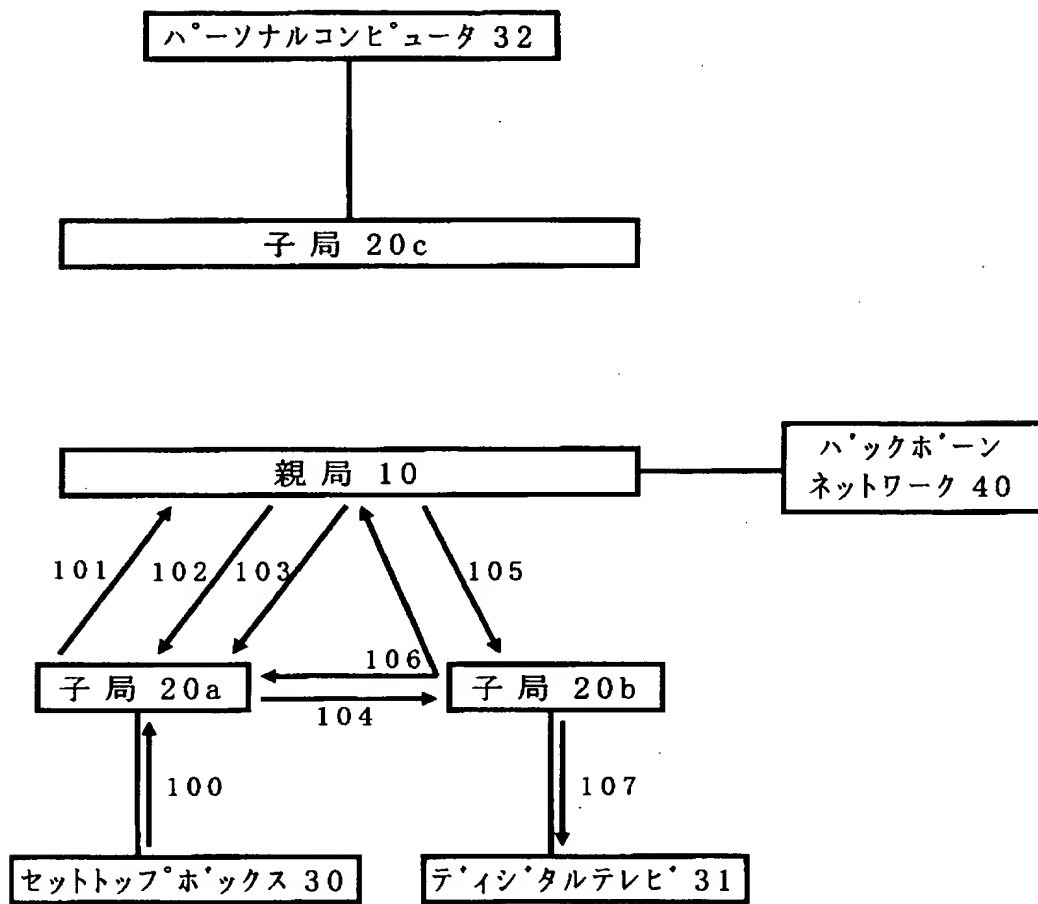 パーソナルコンピュータ 32
子局 20c
親局 10
バックボーン
ネットワーク 40
101
102
103
105
106
子局 20a
子局 20b
104
100
107
セットトップボックス 30
ディジタルテレビ 31